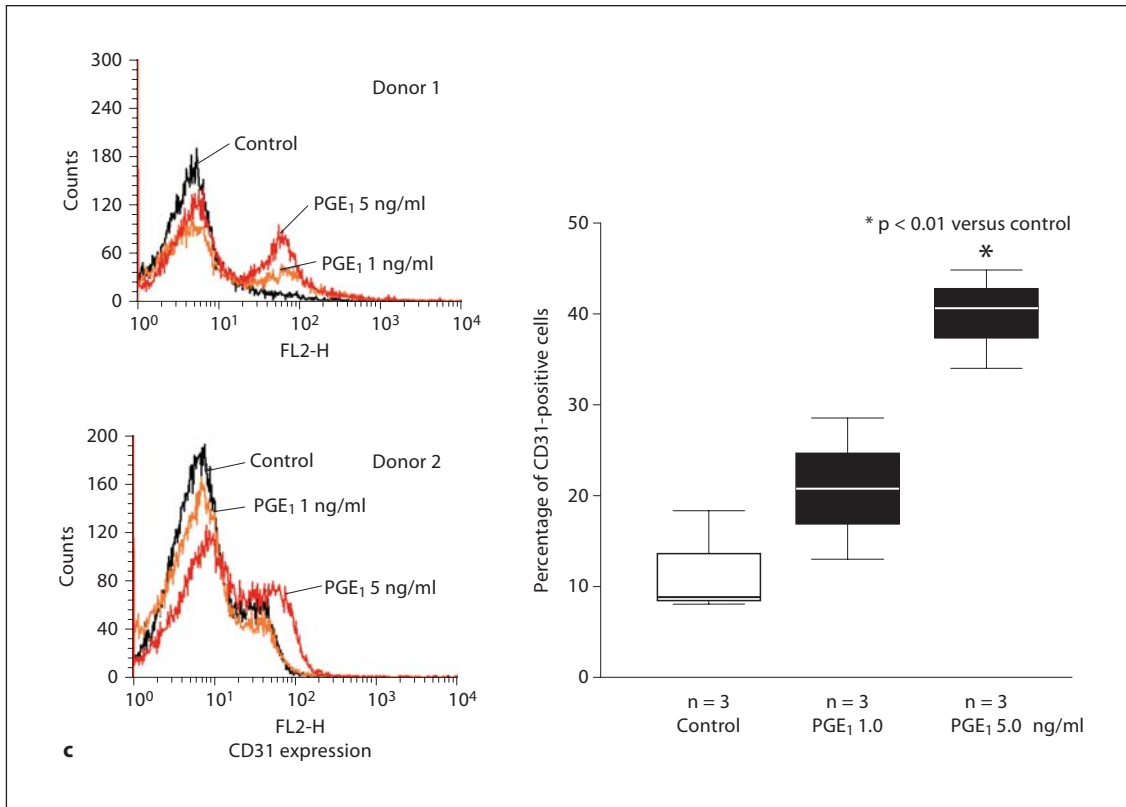 300
240
180
120
60
0
Counts
Donor 1
Control
PGE₁ 5 ng/ml
PGE₁ 1 ng/ml
10⁰ 10¹ 10² 10³ 10⁴
FL2-H
200
160
120
80
40
0
Counts
Donor 2
Control
PGE₁ 1 ng/ml
PGE₁ 5 ng/ml
10⁰ 10¹ 10² 10³ 10⁴
FL2-H
c CD31 expression
50
40
30
20
10
0
Percentage of CD31-positive cells
* p < 0.01 versus control
*
n = 3 n = 3 n = 3
Control PGE₁ 1.0 PGE₁ 5.0 ng/ml